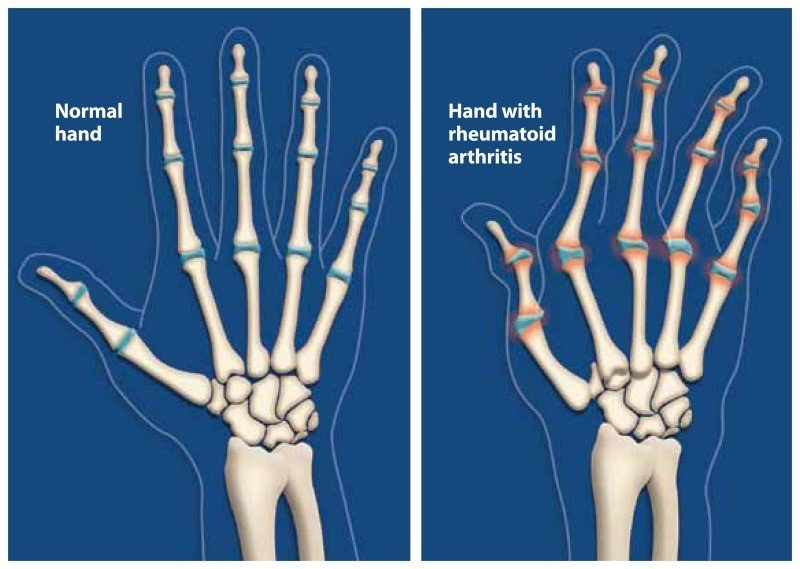 Normal
hand
Hand with
rheumatoid
arthritis